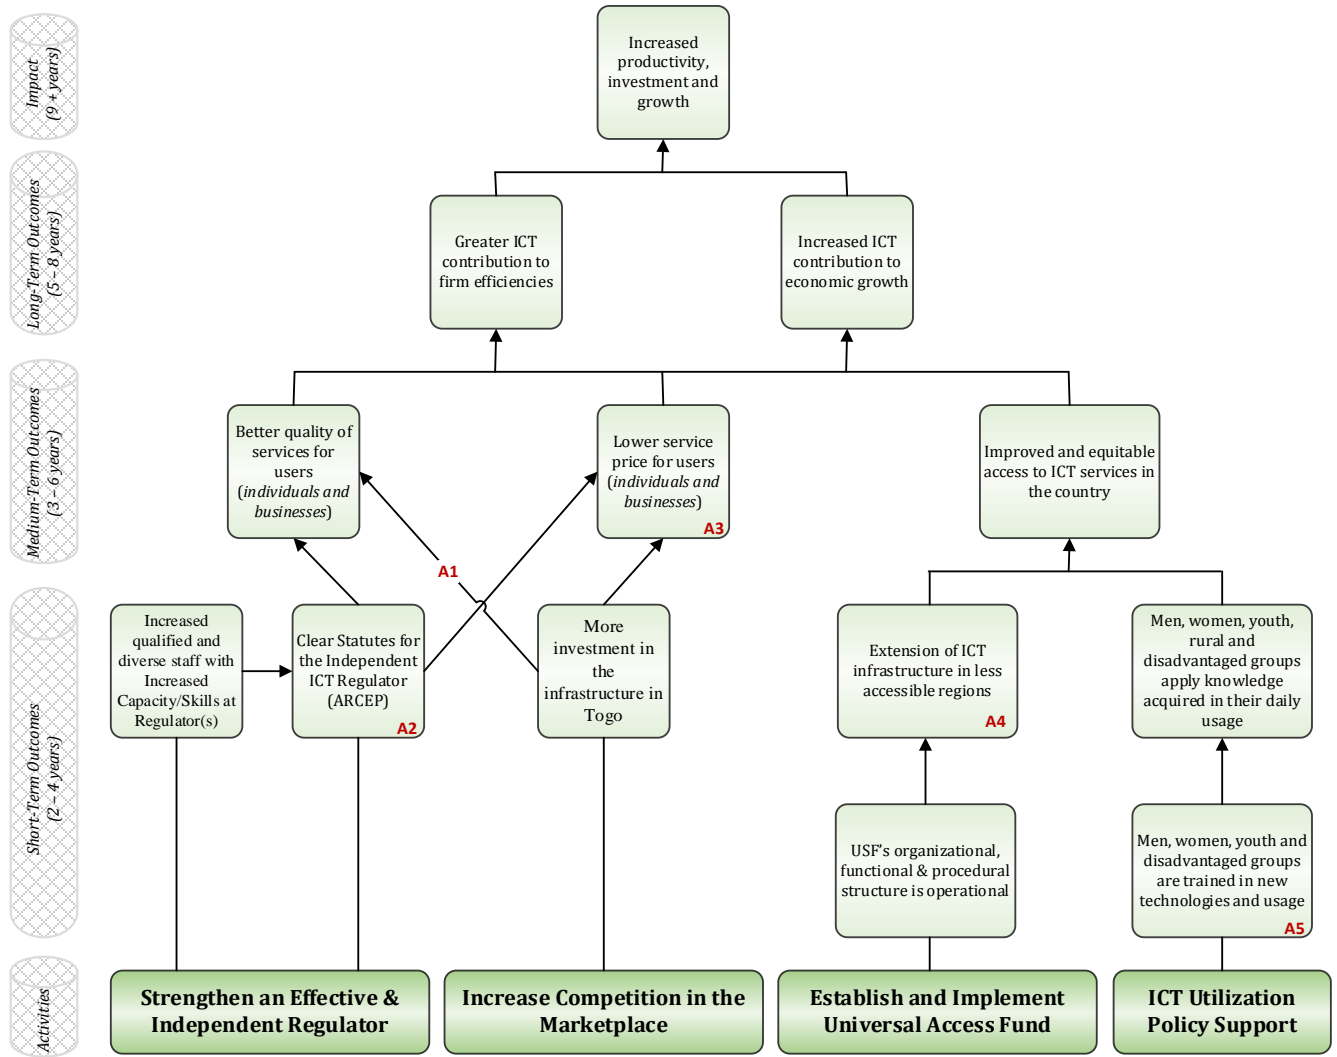 Impact
(9 + years)
Increased
productivity,
investment and
growth
Long-Term Outcomes
(5 – 8 years)
Greater ICT
contribution to
firm efficiencies
Increased ICT
contribution to
economic growth
Medium-Term Outcomes
(3 – 6 years)
Better quality of
services for
users
(individuals and
businesses)
Lower service
price for users
(individuals and
businesses)
A3
Improved and equitable
access to ICT services in
the country
A1
Short-Term Outcomes
(2 – 4 years)
Increased
qualified and
diverse staff with
Increased
Capacity/Skills at
Regulator(s)
Clear Statutes for
the Independent
ICT Regulator
(ARCEP)
A2
More
investment in
the
infrastructure in
Togo
Extension of ICT
infrastructure in less
accessible regions
A4
Men, women, youth,
rural and
disadvantaged groups
apply knowledge
acquired in their daily
usage
USF's organizational,
functional & procedural
structure is operational
Men, women, youth and
disadvantaged groups
are trained in new
technologies and usage
A5
Activities
Strengthen an Effective &
Independent Regulator
Increase Competition in the
Marketplace
Establish and Implement
Universal Access Fund
ICT Utilization
Policy Support